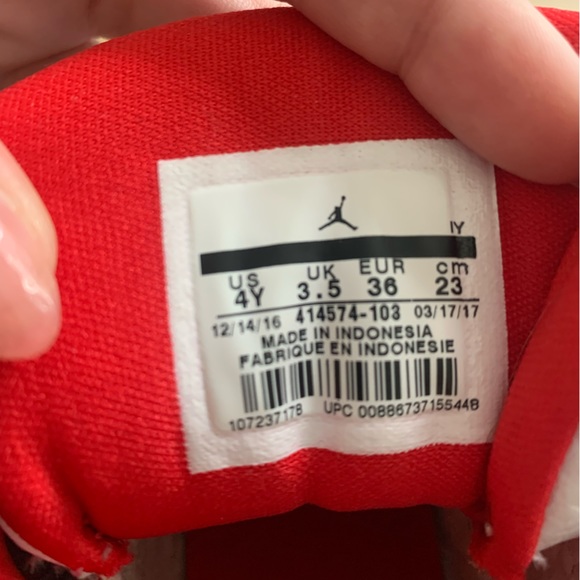 IY
US UK EUR cm
4Y 3.5 36 23
12/14/16 414574-103 03/17/17
MADE IN INDONESIA
FABRIQUE EN INDONESIE
107237178 UPC 00886737155448